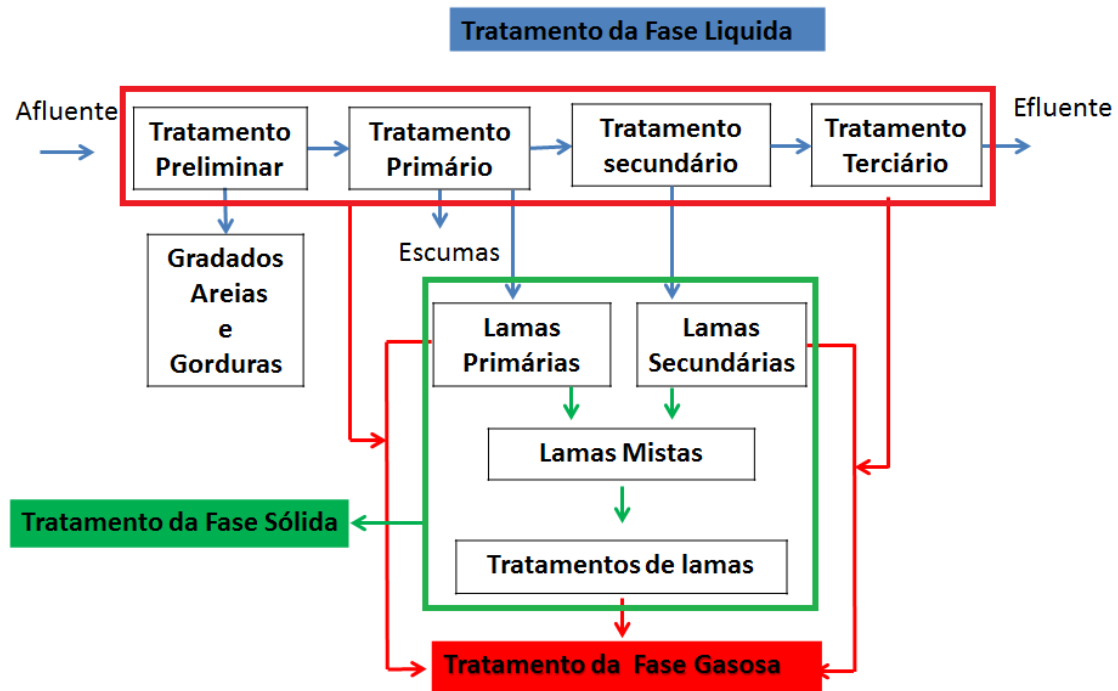 Tratamento da Fase Liquida
Afluente
Tratamento
Preliminar
Tratamento
Primário
Tratamento
secundário
Tratamento
Terciário
Efluente
Gradados
Areias
e
Gorduras
Escumas
Lamas
Primárias
Lamas
Secundárias
Lamas Mistas
Tratamento da Fase Sólida
Tratamentos de lamas
Tratamento da Fase Gasosa